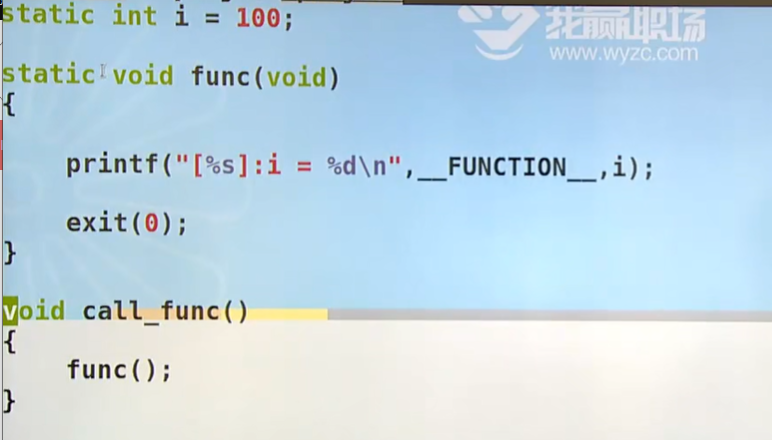 static int i = 100;
我赢职场
www.wyzc.com
static void func(void)
{
printf("[%s]:i = %d\n",__FUNCTION__,i);
exit(0);
}
void call_func()
{
func();
}